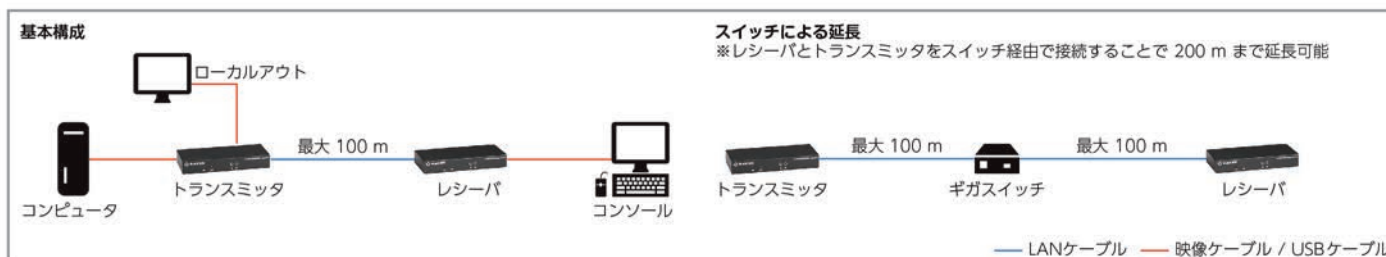 基本構成
ローカルアウト
最大 100 m
トランスミッタ
レシーバ
コンピュータ
コンソール
スイッチによる延長
※レシーバとトランスミッタをスイッチ経由で接続することで 200 m まで延長可能
最大 100 m
最大 100 m
トランスミッタ
ギガスイッチ
レシーバ
LANケーブル
映像ケーブル / USBケーブル